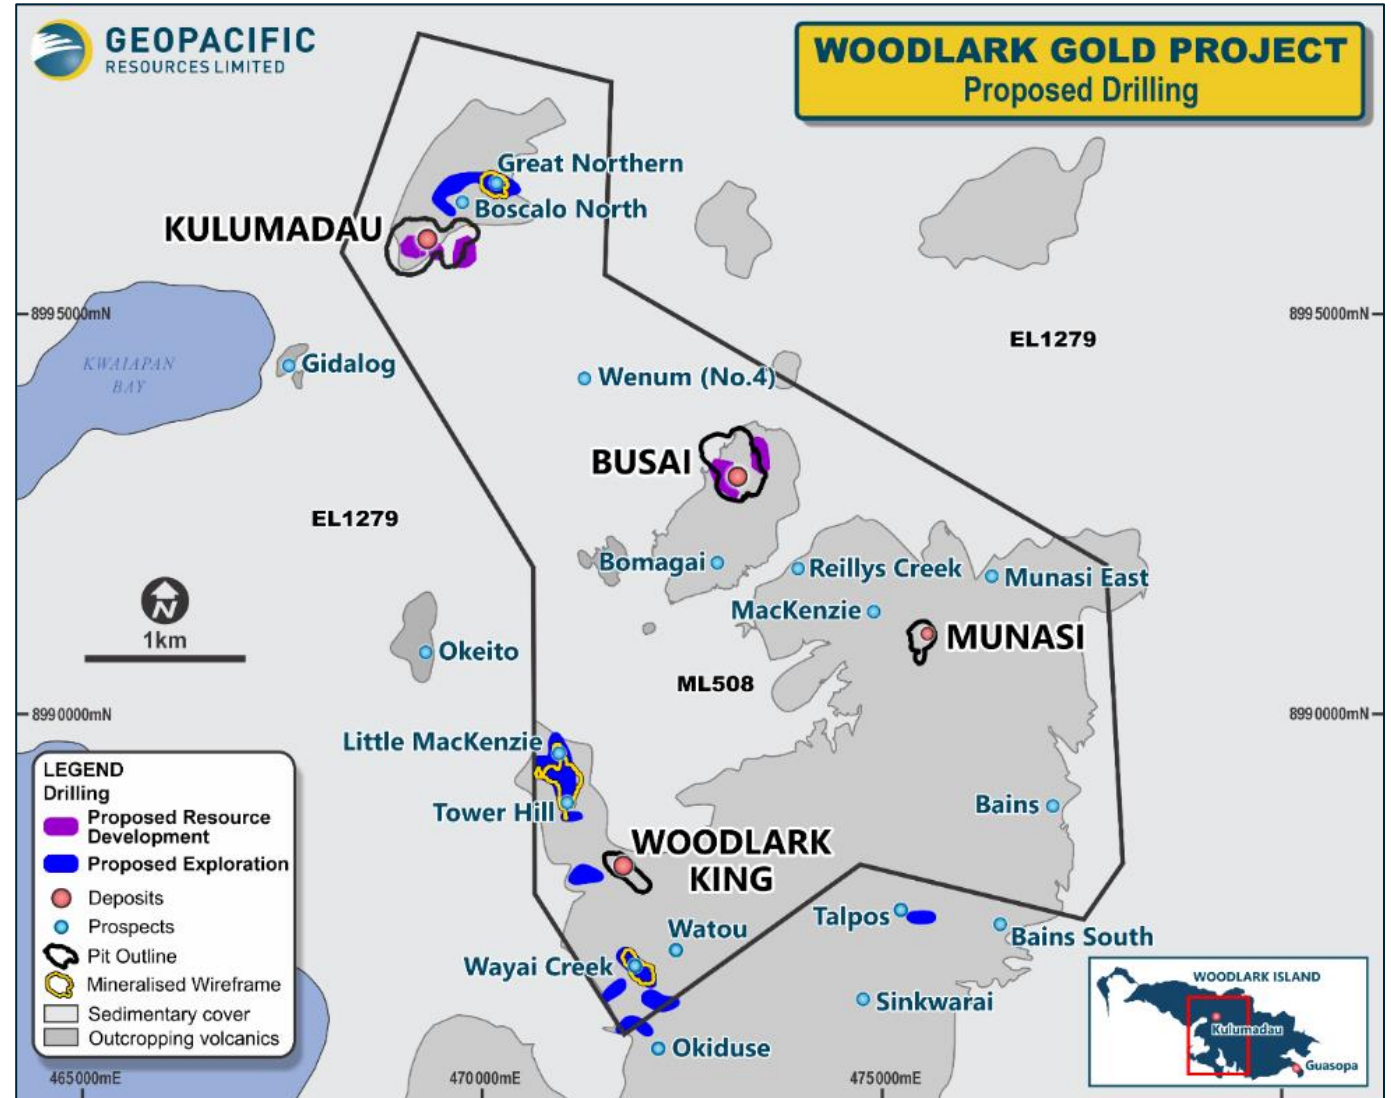 GEOPACIFIC
RESOURCES LIMITED
WOODLARK GOLD PROJECT
Proposed Drilling
Great Northern
Boscalo North
KULUMADAU
8995000mN
8995000mN
EL1279
KWAIAPAN
BAY
Gidalog
Wenum (No.4)
BUSAI
EL1279
Bomagai
Reillys Creek
Munasi East
MacKenzie
N
1km
MUNASI
Okeito
ML508
8990000mN
8990000mN
Little MacKenzie
Tower Hill
Bains
WOODLARK
KING
Talpos
Watou
Bains South
Wayai Creek
Sinkwarai
Okiduse
LEGEND
Drilling
Proposed Resource
Development
Proposed Exploration
Deposits
Prospects
Pit Outline
Mineralised Wireframe
Sedimentary cover
Outcropping volcanics
WOODLARK ISLAND
Kulumadau
Guasopa
465000mE
470000mE
475000mE